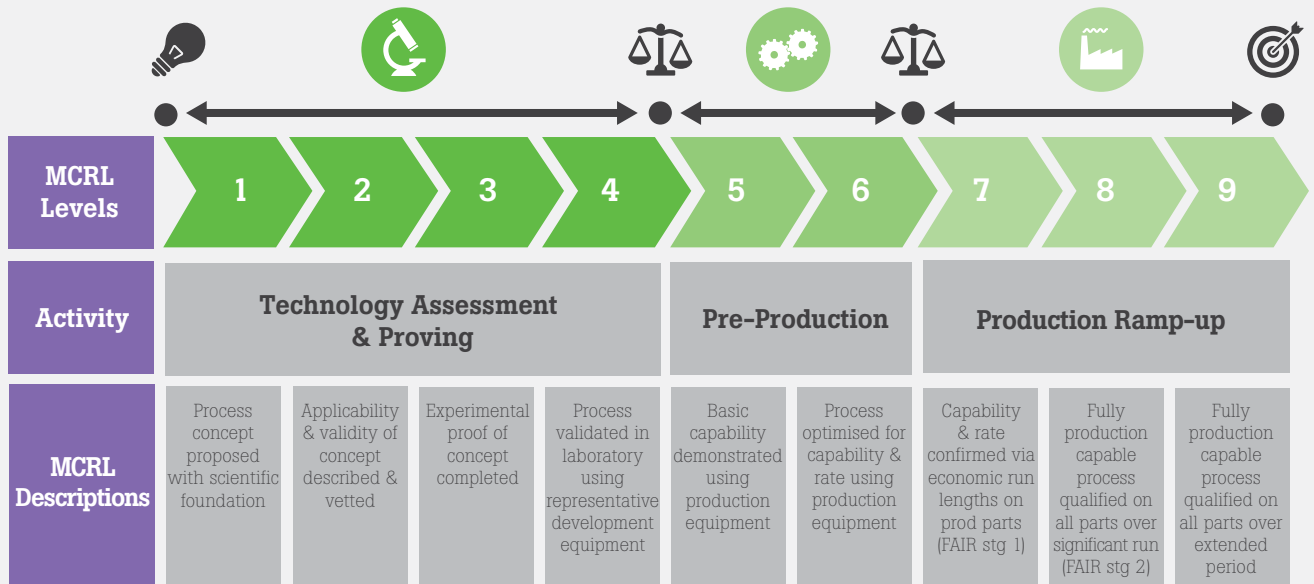 MCRL
Levels
1
2
3
4
5
6
7
8
9
Activity
Technology Assessment
& Proving
Pre-Production
Production Ramp-up
MCRL
Descriptions
Process
concept
proposed
with scientific
foundation
Applicability
& validity of
concept
described &
vetted
Experimental
proof of
concept
completed
Process
validated in
laboratory
using
representative
development
equipment
Basic
capability
demonstrated
using
production
equipment
Process
optimised for
capability &
rate using
production
equipment
Capability
& rate
confirmed via
economic run
lengths on
prod parts
(FAIR stg 1)
Fully
production
capable
process
qualified on
all parts over
significant run
(FAIR stg 2)
Fully
production
capable
process
qualified on
all parts over
extended
period